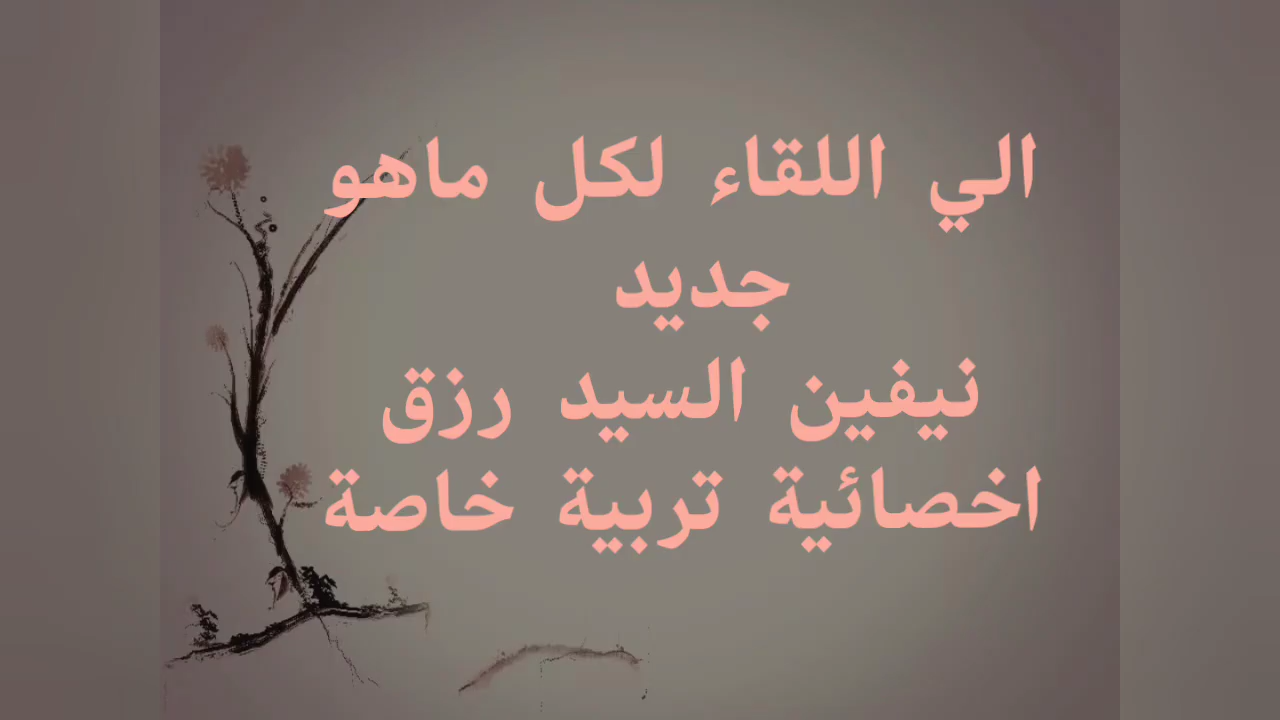 الي اللقاء لكل ماهو
جديد
نيفين السيد رزق
اخصائية تربية خاصة